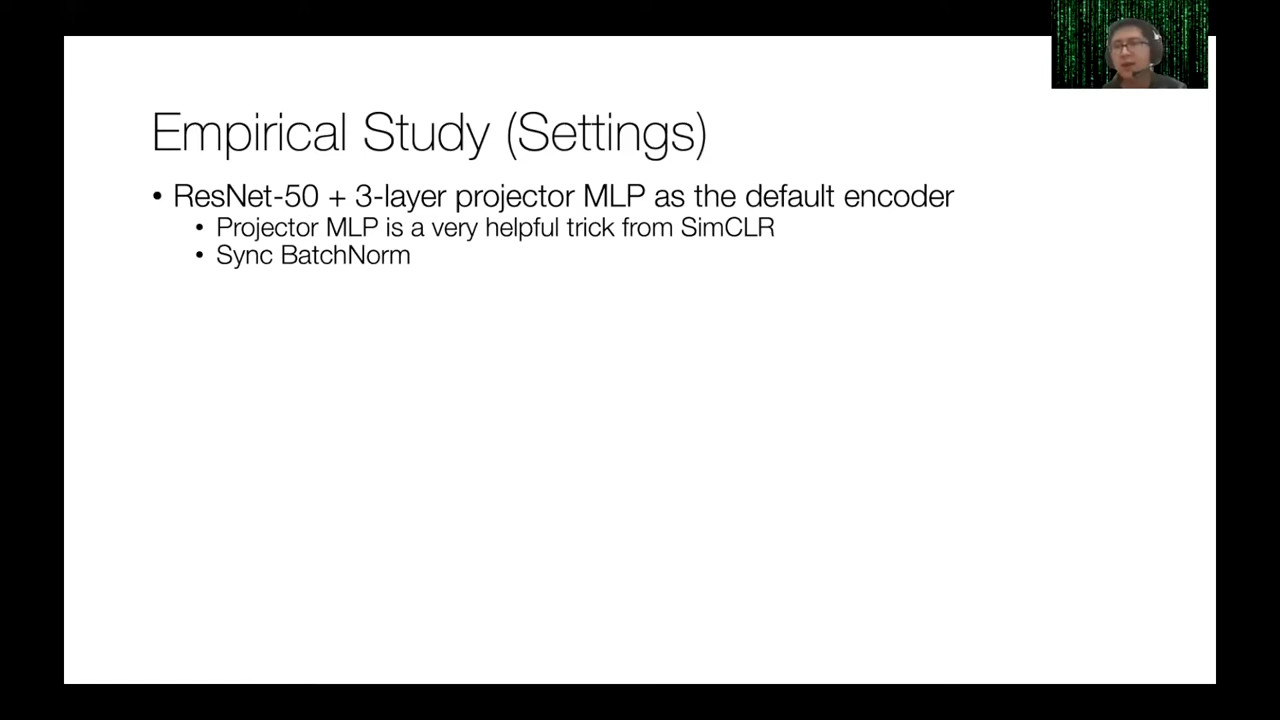 Empirical Study (Settings)
• ResNet-50 + 3-layer projector MLP as the default encoder
• Projector MLP is a very helpful trick from SimCLR
• Sync BatchNorm